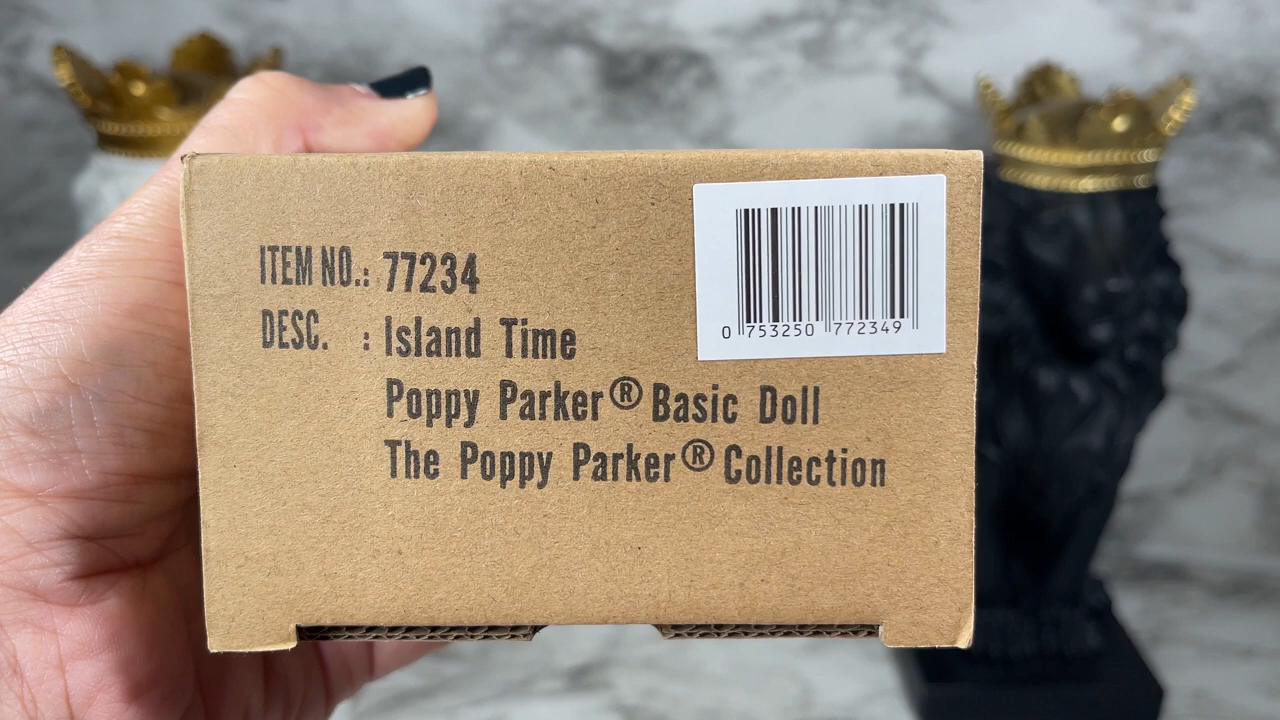 ITEM NO.: 77234
DESC. : Island Time
Poppy Parker® Basic Doll
The Poppy Parker® Collection
0 753250 772349